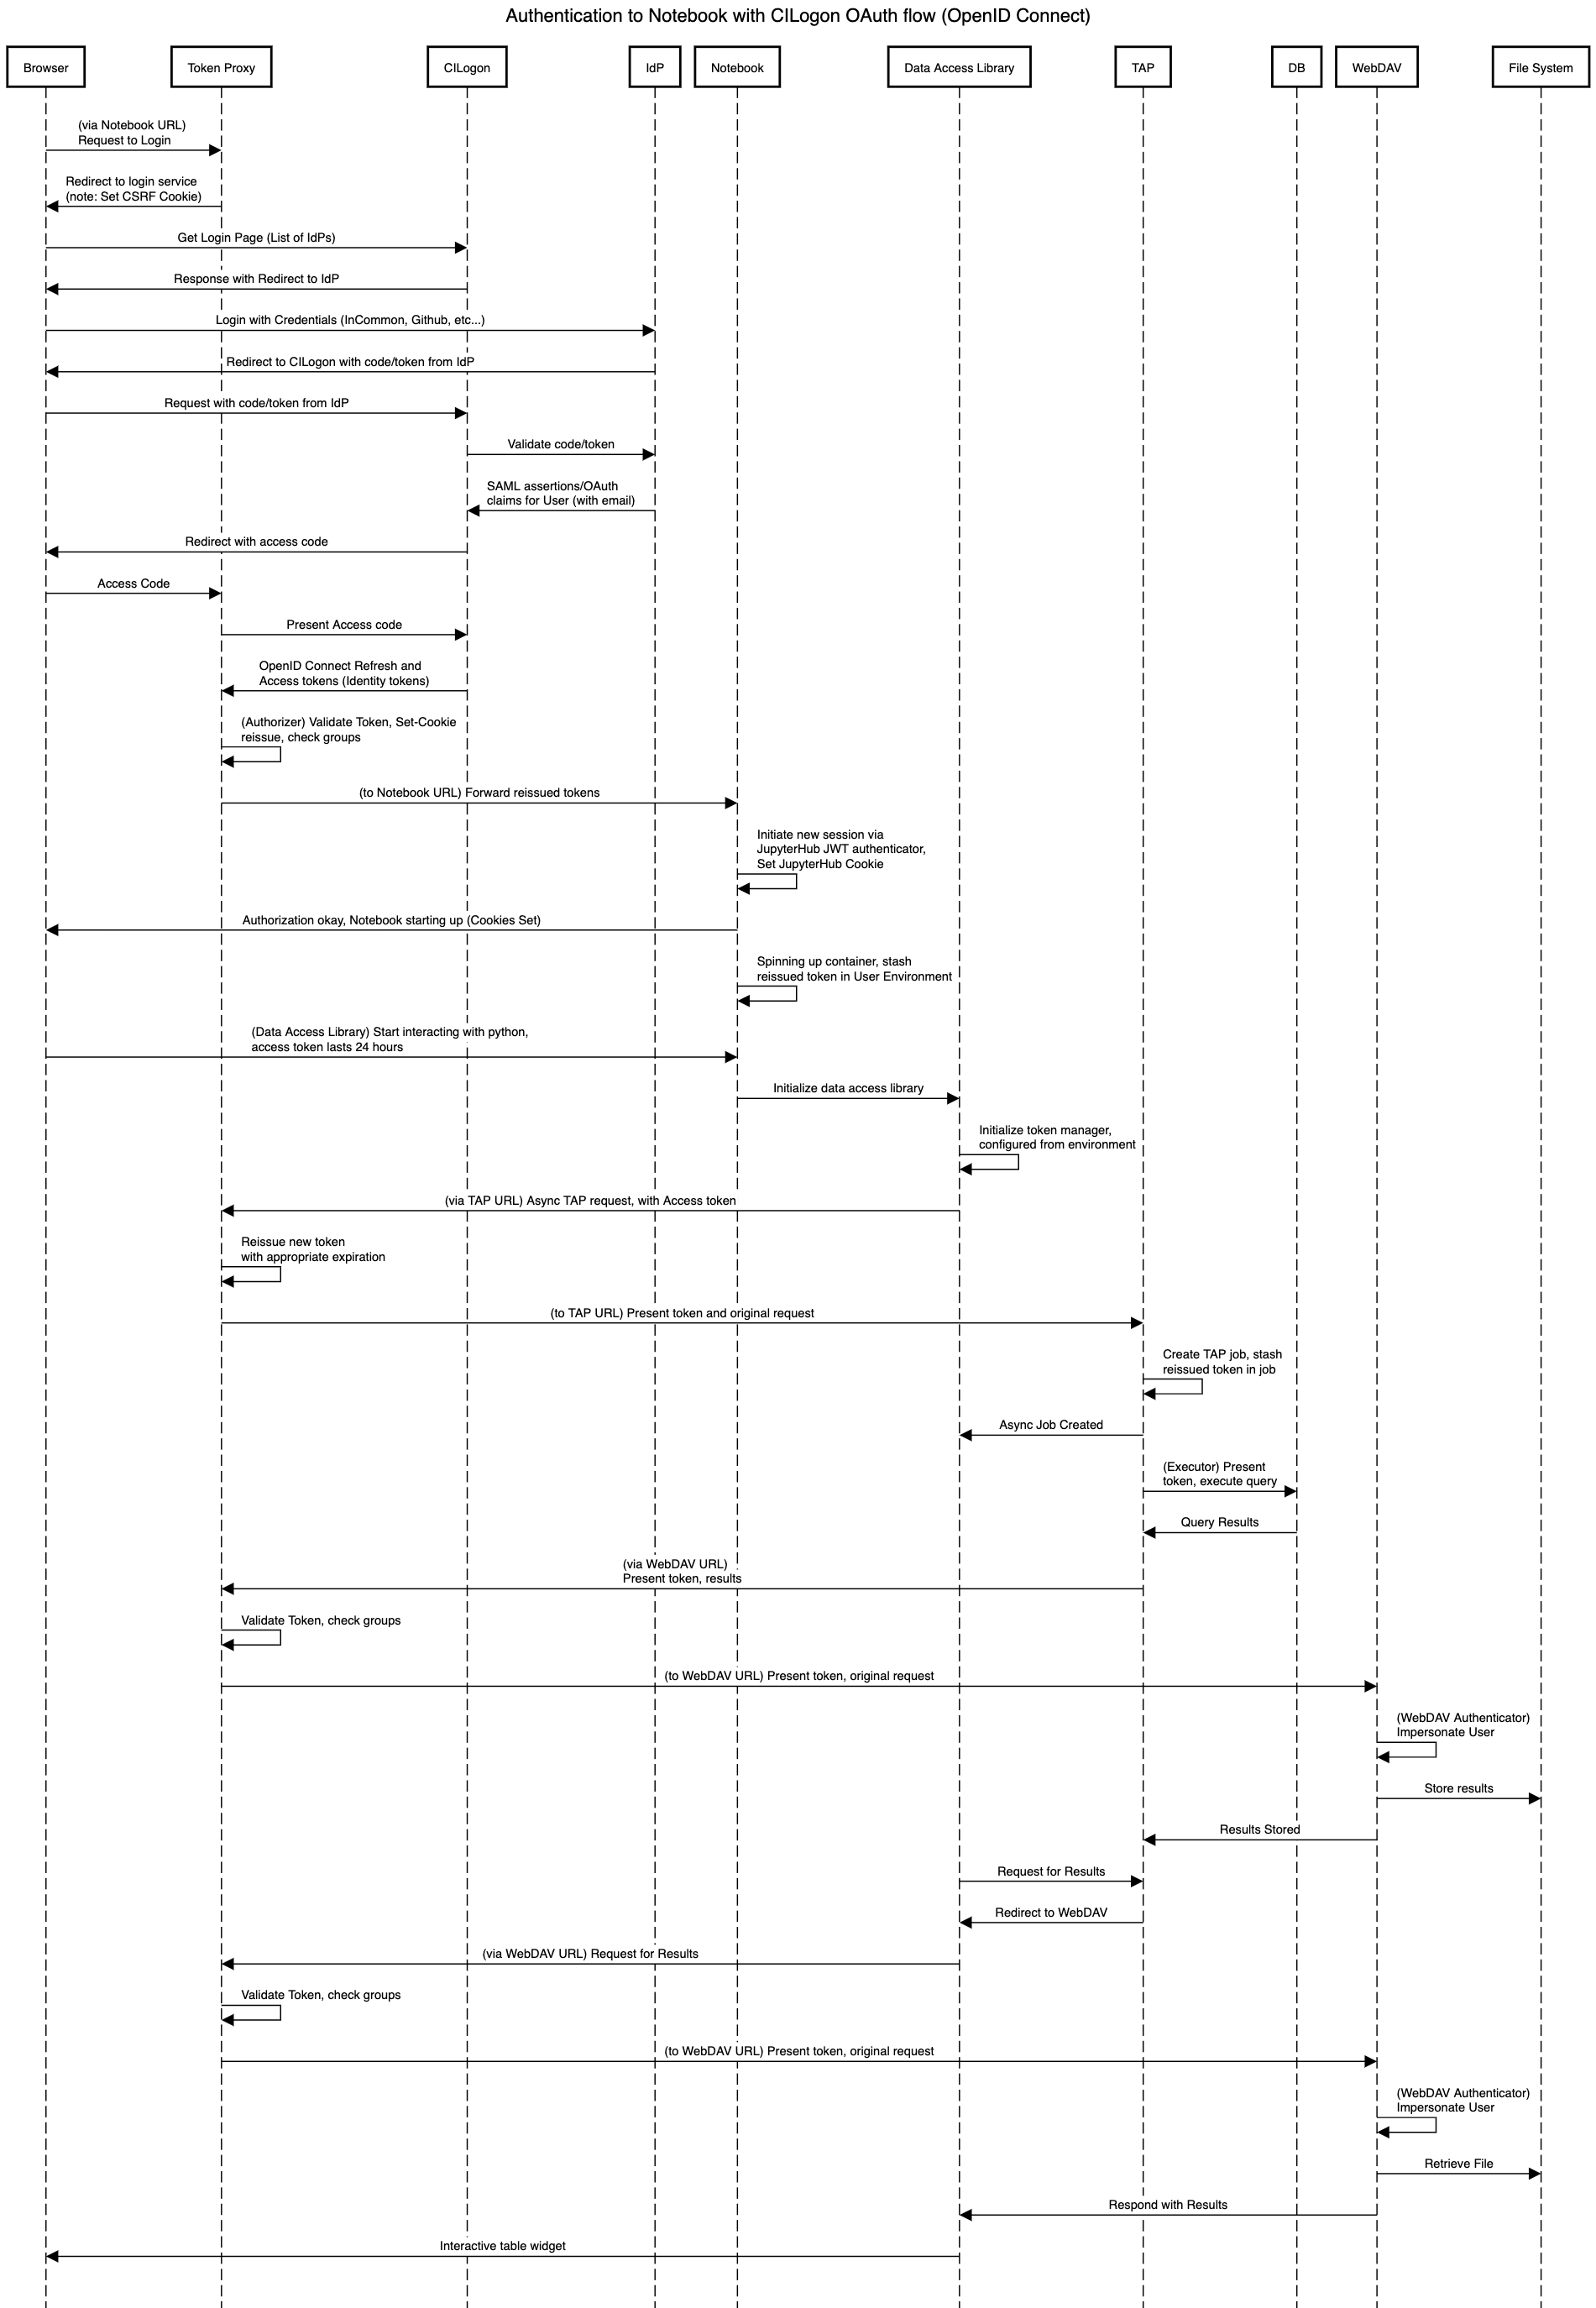 Authentication to Notebook with CILogon OAuth flow (OpenID Connect)
Browser
Token Proxy
CILogon
IdP
Notebook
Data Access Library
TAP
DB
WebDAV
File System
(via Notebook URL)
Request to Login
Redirect to login service
(note: Set CSRF Cookie)
Get Login Page (List of IdPs)
Response with Redirect to IdP
Login with Credentials (InCommon, Github, etc...)
Redirect to CILogon with code/token from IdP
Request with code/token from IdP
Validate code/token
SAML assertions/OAuth
claims for User (with email)
Redirect with access code
Access Code
Present Access code
OpenID Connect Refresh and
Access tokens (Identity tokens)
(Authorizer) Validate Token, Set-Cookie
reissue, check groups
(to Notebook URL) Forward reissued tokens
Initiate new session via
JupyterHub JWT authenticator,
Set JupyterHub Cookie
Authorization okay, Notebook starting up (Cookies Set)
Spinning up container, stash
reissued token in User Environment
(Data Access Library) Start interacting with python,
access token lasts 24 hours
Initialize data access library
Initialize token manager,
configured from environment
(via TAP URL) Async TAP request, with Access token
Reissue new token
with appropriate expiration
(to TAP URL) Present token and original request
Create TAP job, stash
reissued token in job
Async Job Created
(Executor) Present
token, execute query
Query Results
(via WebDAV URL)
Present token, results
Validate Token, check groups
(to WebDAV URL) Present token, original request
(WebDAV Authenticator)
Impersonate User
Store results
Results Stored
Request for Results
Redirect to WebDAV
(via WebDAV URL) Request for Results
Validate Token, check groups
(to WebDAV URL) Present token, original request
(WebDAV Authenticator)
Impersonate User
Retrieve File
Respond with Results
Interactive table widget